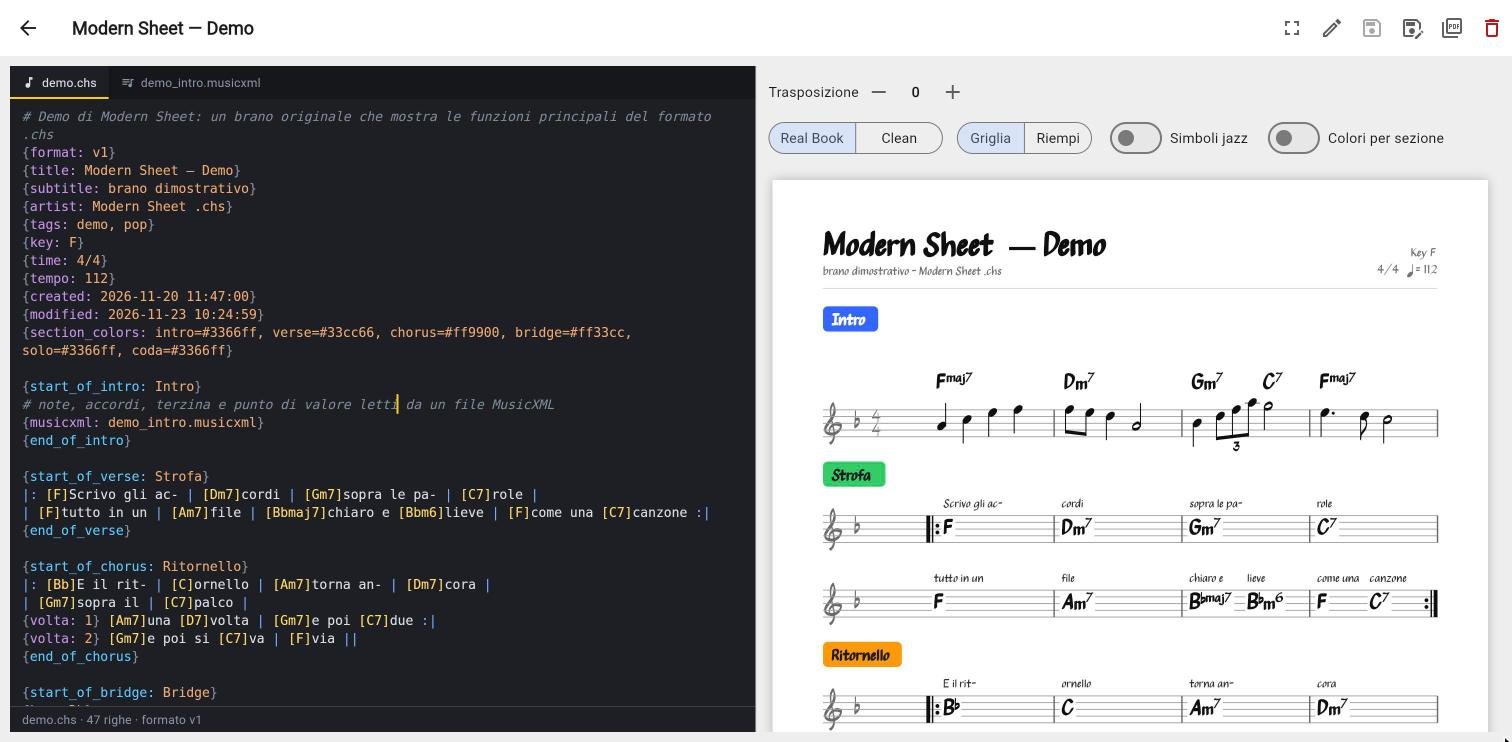 Modern Sheet — Demo
PDF
demo.chs
demo_intro.musicxml
# Demo di Modern Sheet: un brano originale che mostra le funzioni principali del formato
.chs
{format: v1}
{title: Modern Sheet — Demo}
{subtitle: brano dimostrativo}
{artist: Modern Sheet .chs}
{tags: demo, pop}
{key: F}
{time: 4/4}
{tempo: 112}
{created: 2026-11-20 11:47:00}
{modified: 2026-11-23 10:24:59}
{section_colors: intro=#3366ff, verse=#33cc66, chorus=#ff9900, bridge=#ff33cc,
solo=#3366ff, coda=#3366ff}
{start_of_intro: Intro}
# note, accordi, terzina e punto di valore letti da un file MusicXML
{musicxml: demo_intro.musicxml}
{end_of_intro}
{start_of_verse: Strofa}
|: [F]Scrivo gli ac- | [Dm7]cordi | [Gm7]sopra le pa- | [C7]role |
| [F]tutto in un | [Am7]file | [Bbmaj7]chiaro e [Bbm6]lieve | [F]come una [C7]canzone :|
{end_of_verse}
{start_of_chorus: Ritornello}
|: [Bb]E il rit- | [C]ornello | [Am7]torna an- | [Dm7]cora |
| [Gm7]sopra il | [C7]palco |
{volta: 1} [Am7]una [D7]volta | [Gm7]e poi [C7]due :|
{volta: 2} [Gm7]e poi si [C7]va | [F]via ||
{end_of_chorus}
{start_of_bridge: Bridge}
demo.chs · 47 righe · formato v1
Trasposizione — 0 +
Real Book Clean Griglia Riempi Simboli jazz Colori per sezione
Modern Sheet — Demo
brano dimostrativo - Modern Sheet .chs
Key F
4/4 ♩= 112
Intro
Fmaj7 Dm7 Gm7 C7 Fmaj7
4
4
3
Strofa
Scrivo gli ac- cordi sopra le pa- role
F Dm7 Gm7 C7
tutto in un file chiaro e lieve come una canzone
F Am7 B♭maj7 B♭m6 F C7
Ritornello
E il rit- ornello torna an- cora
B♭ C Am7 Dm7